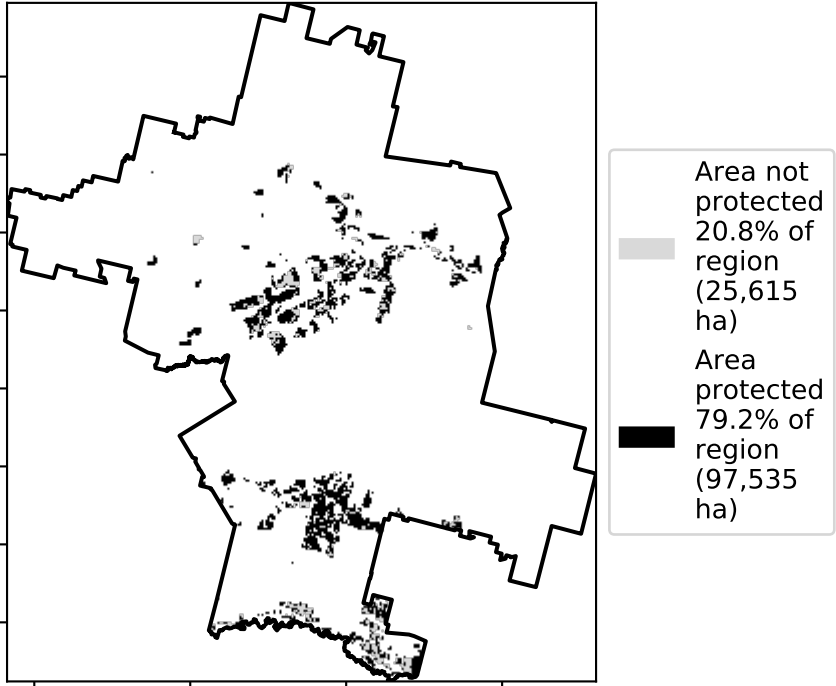 Area not
protected
20.8% of
region
(25,615
ha)
Area
protected
79.2% of
region
(97,535
ha)